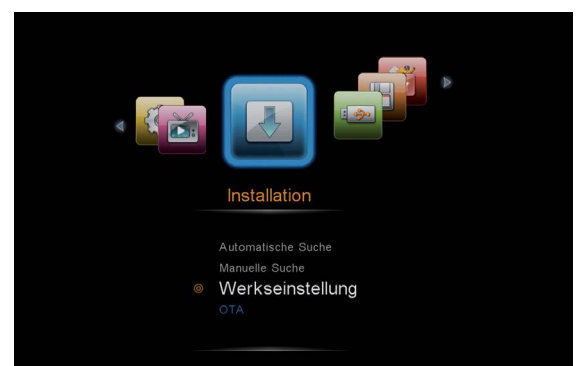 Installation
Automatische Suche
Manuelle Suche
Werkseinstellung
OTA